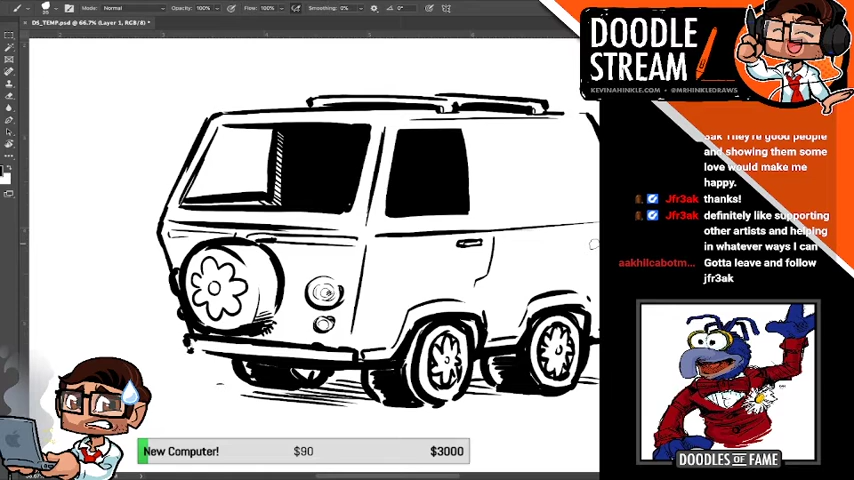 Mode: Normal Opacity: 100% Flow: 100% Smoothing: 0% 0°
DS_TEMP.psd @ 66.7% (Layer 1, RGB/8) *
DOODLE
STREAM
KEVINAHINKLE.COM • @MRHINKLEDRAWS
They're good people
and showing them some
love would make me
happy.
Jfr3ak thanks!
Jfr3ak definitely like supporting
other artists and helping
in whatever ways I can
aakhilcabotm... Gotta leave and follow
jfr3ak
New Computer! $90 $3000
DOODLES OF FAME